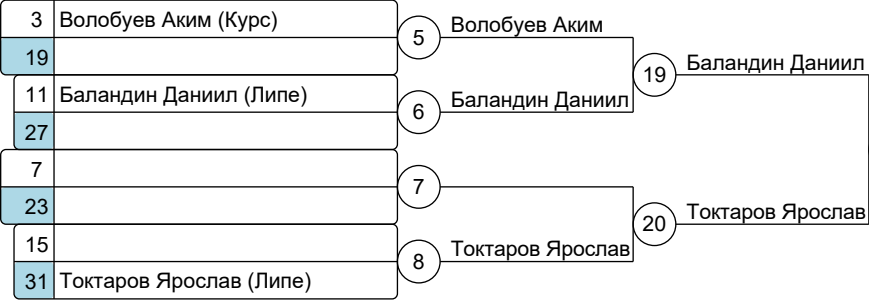 3 Волобуев Аким (Курс)
19
5
Волобуев Аким
11 Баландин Даниил (Липе)
27
6
Баландин Даниил
19
Баландин Даниил
7
23
7
15
31 Токтаров Ярослав (Липе)
8
Токтаров Ярослав
20
Токтаров Ярослав